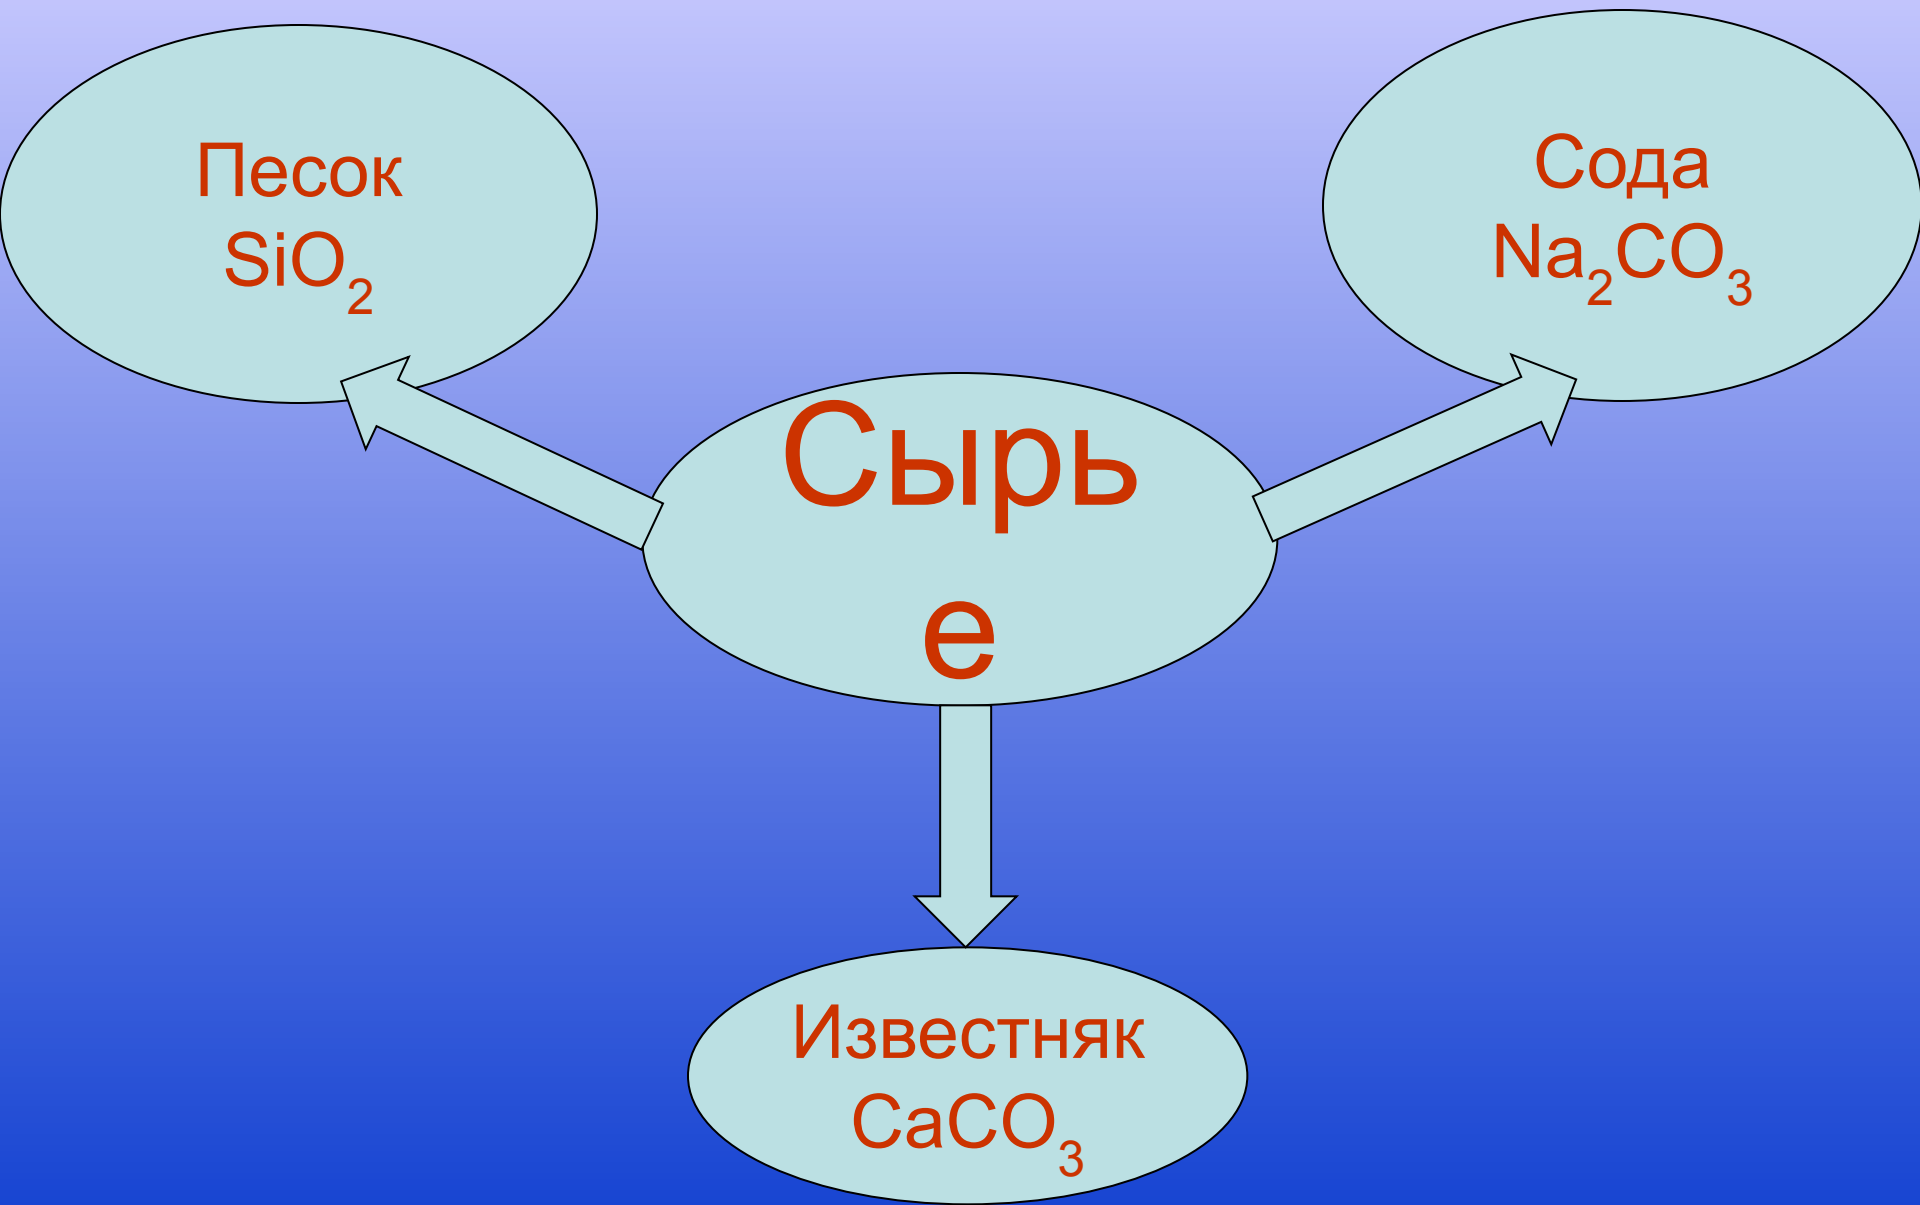 Песок
SiO₂
Сода
Na₂CO₃
Сырь
е
Известняк
CaCO₃